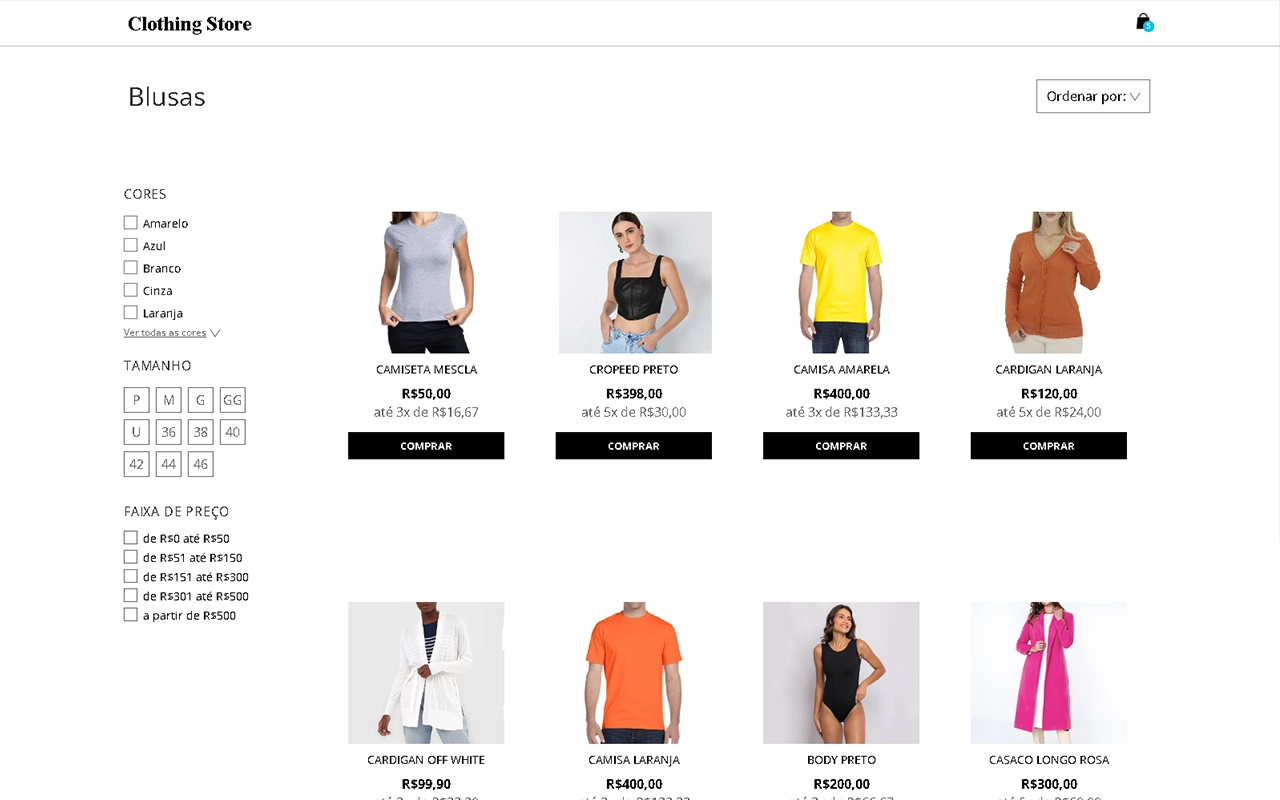 Clothing Store
5
Blusas
Ordenar por:
CORES
Amarelo
Azul
Branco
Cinza
Laranja
Ver todas as cores
TAMANHO
P M G GG
U 36 38 40
42 44 46
FAIXA DE PREÇO
de R$0 até R$50
de R$51 até R$150
de R$151 até R$300
de R$301 até R$500
a partir de R$500
CAMISETA MESCLA
R$50,00
até 3x de R$16,67
COMPRAR
CROPEED PRETO
R$398,00
até 5x de R$30,00
COMPRAR
CAMISA AMARELA
R$400,00
até 3x de R$133,33
COMPRAR
CARDIGAN LARANJA
R$120,00
até 5x de R$24,00
COMPRAR
CARDIGAN OFF WHITE
R$99,90
CAMISA LARANJA
R$400,00
BODY PRETO
R$200,00
CASACO LONGO ROSA
R$300,00